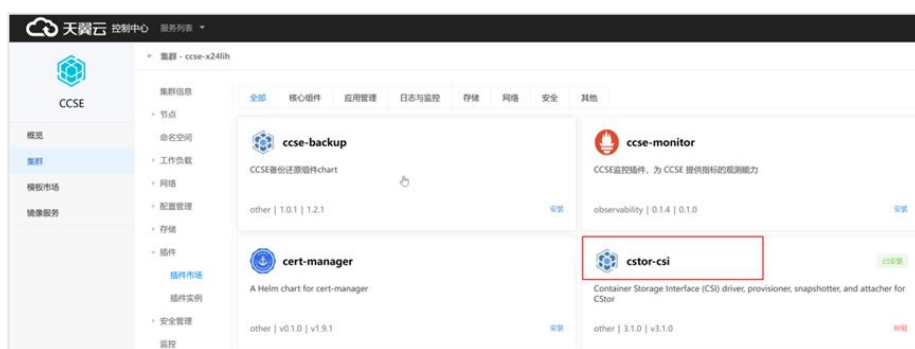 天翼云 控制中心 服务列表
CCSE
概览
集群
模板市场
镜像服务
← 集群 - ccse-x24lih
集群信息
节点
命名空间
工作负载
网络
配置管理
存储
插件
插件市场
插件实例
安全管理
监控
全部 核心组件 应用管理 日志与监控 存储 网络 安全 其他
ccse-backup
CCSE备份还原组件chart
other | 1.0.1 | 1.2.1 安装
ccse-monitor
CCSE监控插件，为 CCSE 提供指标的观测能力
observability | 0.1.4 | 0.1.0 安装
cert-manager
A Helm chart for cert-manager
other | v0.1.0 | v1.9.1 安装
cstor-csi 已安装
Container Storage Interface (CSI) driver, provisioner, snapshotter, and attacher for
CStor
other | 3.1.0 | v3.1.0 卸载